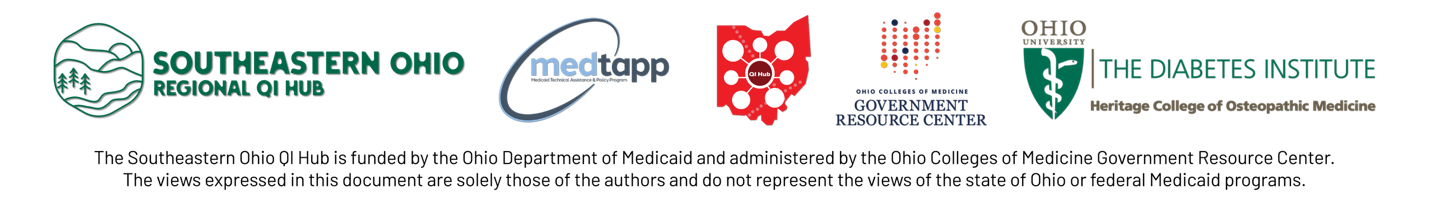 SOUTHEASTERN OHIO
REGIONAL QI HUB
medtapp
Medicaid Technical Assistance & Policy Program
QI Hub
OHIO COLLEGES OF MEDICINE
GOVERNMENT
RESOURCE CENTER
OHIO
UNIVERSITY
THE DIABETES INSTITUTE
Heritage College of Osteopathic Medicine
The Southeastern Ohio QI Hub is funded by the Ohio Department of Medicaid and administered by the Ohio Colleges of Medicine Government Resource Center.
The views expressed in this document are solely those of the authors and do not represent the views of the state of Ohio or federal Medicaid programs.